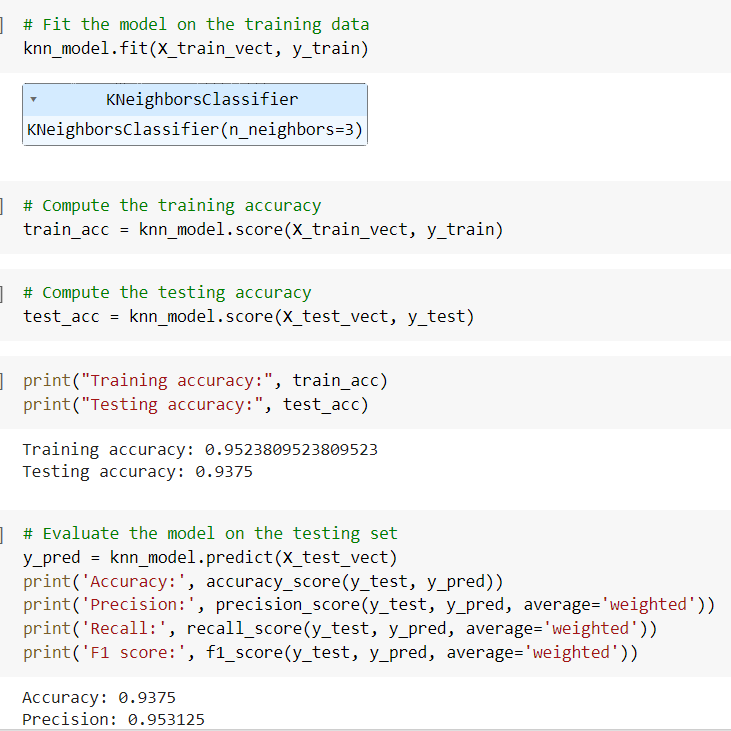 ]
# Fit the model on the training data
knn_model.fit(X_train_vect, y_train)
▾ KNeighborsClassifier
KNeighborsClassifier(n_neighbors=3)
]
# Compute the training accuracy
train_acc = knn_model.score(X_train_vect, y_train)
]
# Compute the testing accuracy
test_acc = knn_model.score(X_test_vect, y_test)
]
print("Training accuracy:", train_acc)
print("Testing accuracy:", test_acc)
Training accuracy: 0.9523809523809523
Testing accuracy: 0.9375
]
# Evaluate the model on the testing set
y_pred = knn_model.predict(X_test_vect)
print('Accuracy:', accuracy_score(y_test, y_pred))
print('Precision:', precision_score(y_test, y_pred, average='weighted'))
print('Recall:', recall_score(y_test, y_pred, average='weighted'))
print('F1 score:', f1_score(y_test, y_pred, average='weighted'))
Accuracy: 0.9375
Precision: 0.953125